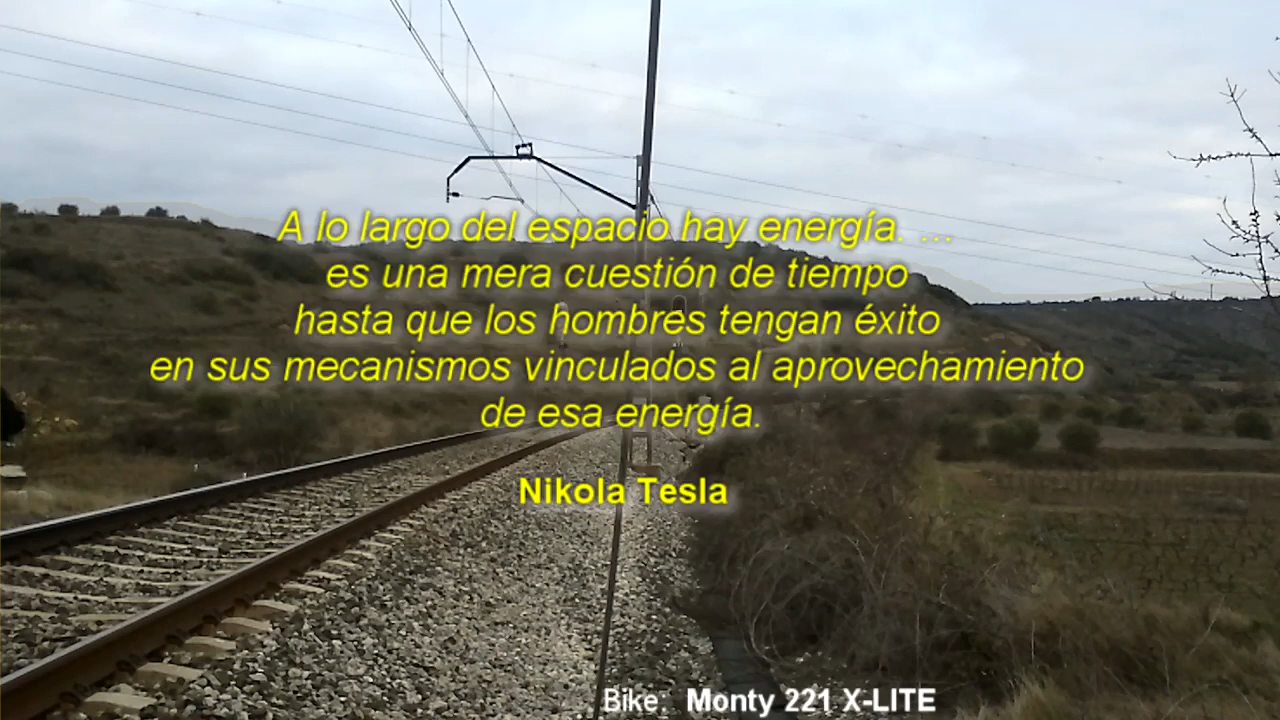 A lo largo del espacio hay energía. ...
es una mera cuestión de tiempo
hasta que los hombres tengan éxito
en sus mecanismos vinculados al aprovechamiento
de esa energía.
Nikola Tesla
Bike: Monty 221 X-LITE